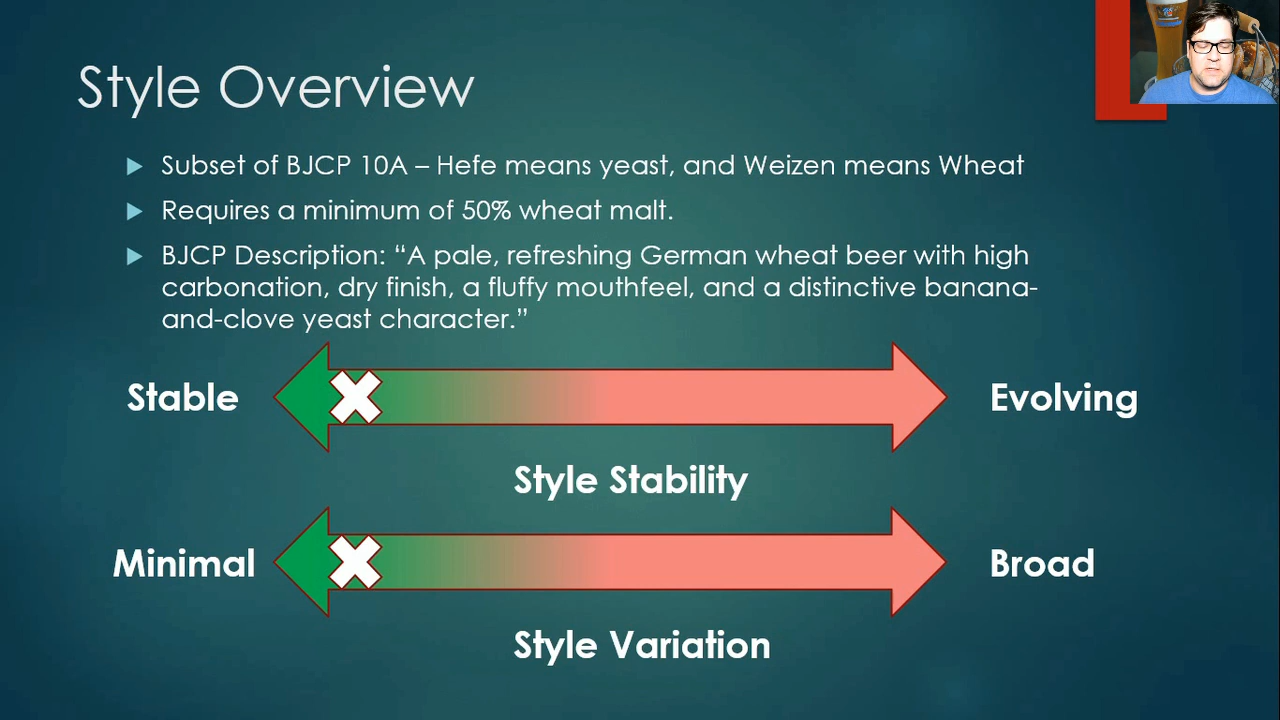 Style Overview
Subset of BJCP 10A – Hefe means yeast, and Weizen means Wheat
Requires a minimum of 50% wheat malt.
BJCP Description: “A pale, refreshing German wheat beer with high
carbonation, dry finish, a fluffy mouthfeel, and a distinctive banana-
and-clove yeast character.”
Stable
Evolving
Style Stability
Minimal
Broad
Style Variation